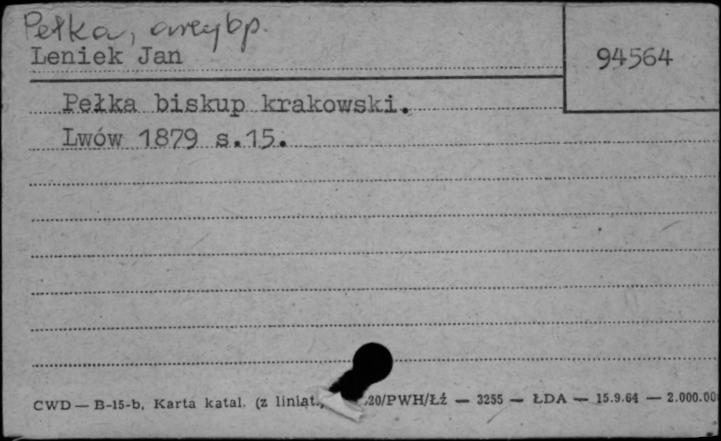 Pełka, arcybp.
Leniek Jan
94564
Pełka biskup krakowski.
Lwów 1879 s.15.
CWD — B-15-b, Karta katal. (z liniat. 20/PWH/Łź — 3255 — ŁDA — 15.9.64 — 2.000.00